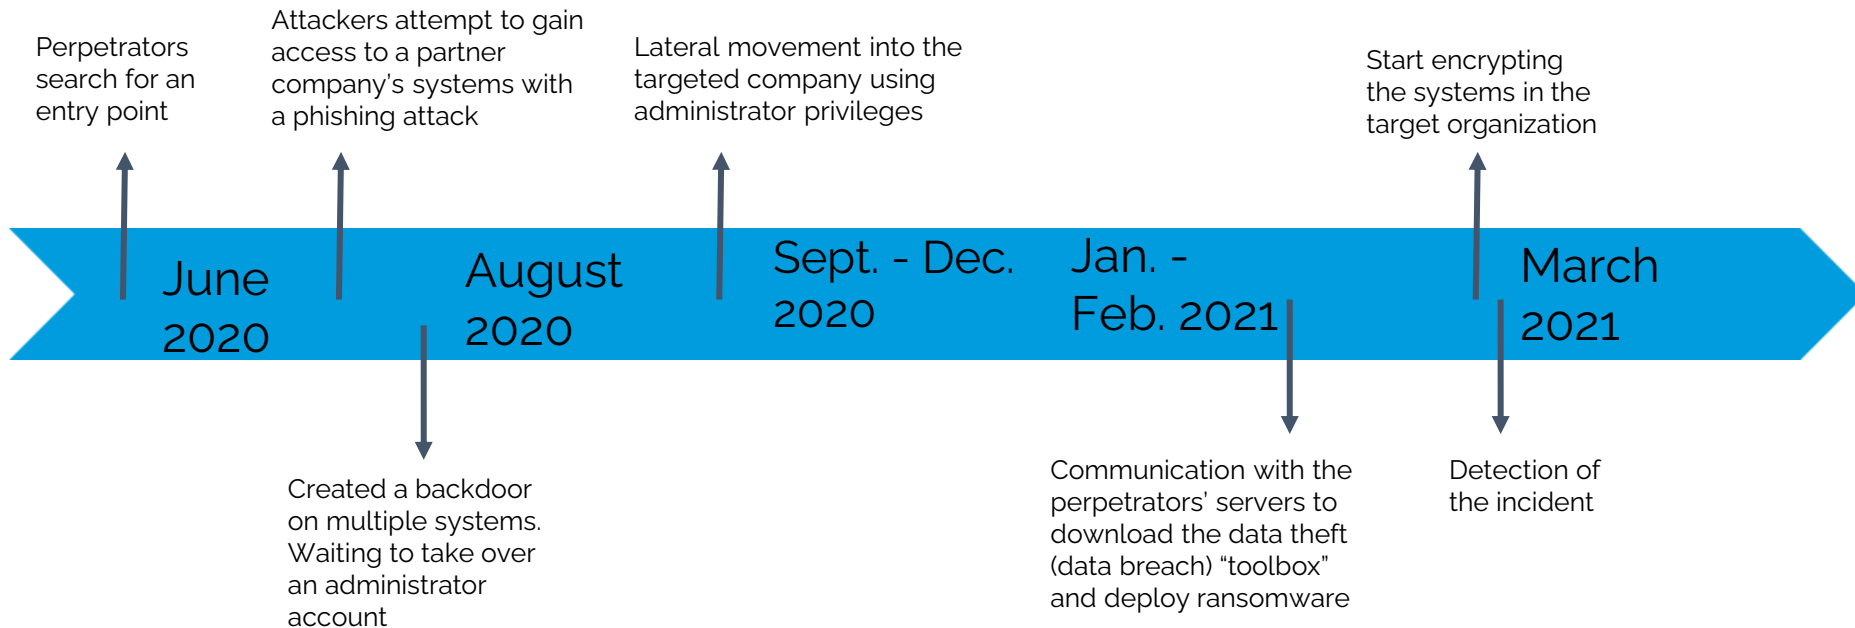 Perpetrators
search for an
entry point
Attackers attempt to gain
access to a partner
company’s systems with
a phishing attack
Lateral movement into the
targeted company using
administrator privileges
Start encrypting
the systems in the
target organization
June
2020
August
2020
Sept. - Dec.
2020
Jan. -
Feb. 2021
March
2021
Created a backdoor
on multiple systems.
Waiting to take over
an administrator
account
Communication with the
perpetrators’ servers to
download the data theft
(data breach) “toolbox”
and deploy ransomware
Detection of
the incident